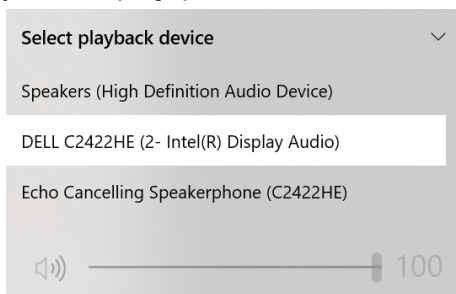 Select playback device
Speakers (High Definition Audio Device)
DELL C2422HE (2- Intel(R) Display Audio)
Echo Cancelling Speakerphone (C2422HE)
100